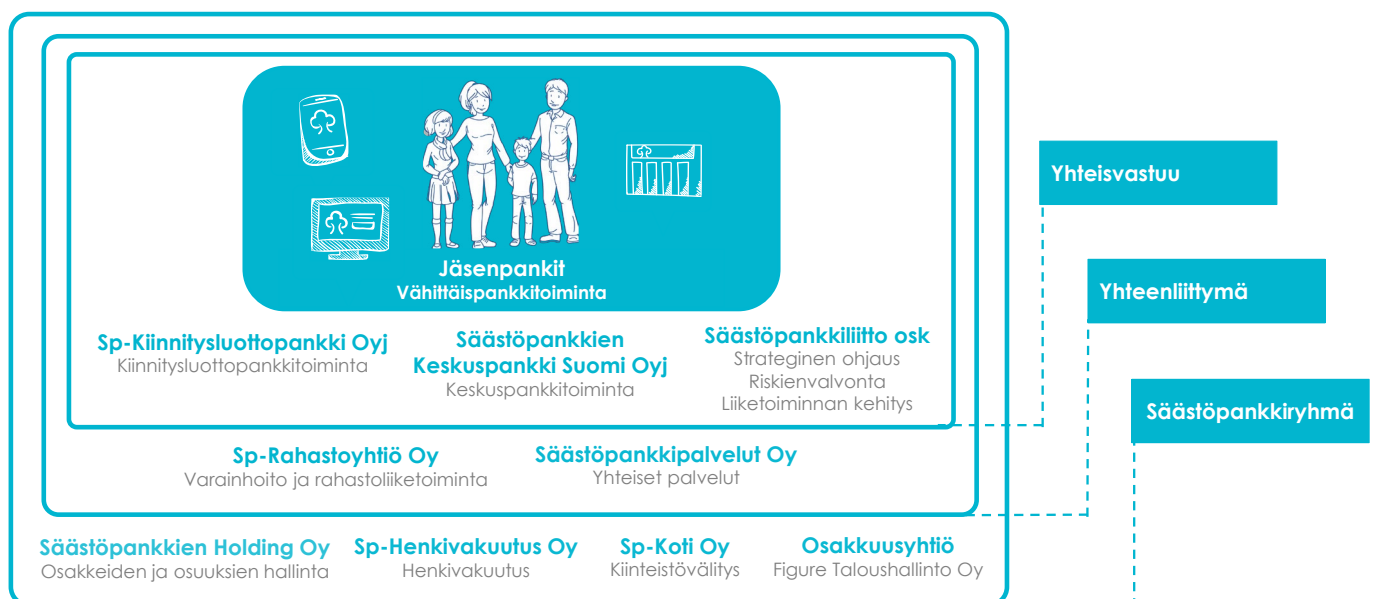 Jäsenpankit
Vähittäispankkitoiminta
Sp-Kiinnitysluottopankki Oyj
Kiinnitysluottopankkitoiminta
Säästöpankkien
Keskuspankki Suomi Oyj
Keskuspankkitoiminta
Säästöpankkiliitto osk
Strateginen ohjaus
Riskienvalvonta
Liiketoiminnan kehitys
Sp-Rahastoyhtiö Oy
Varainhoito ja rahastoliiketoiminta
Säästöpankkipalvelut Oy
Yhteiset palvelut
Säästöpankkien Holding Oy
Osakkeiden ja osuuksien hallinta
Sp-Henkivakuutus Oy
Henkivakuutus
Sp-Koti Oy
Kiinteistövälitys
Osakkuusyhtiö
Figure Taloushallinto Oy
Yhteisvastuu
Yhteenliittymä
Säästöpankkiryhmä